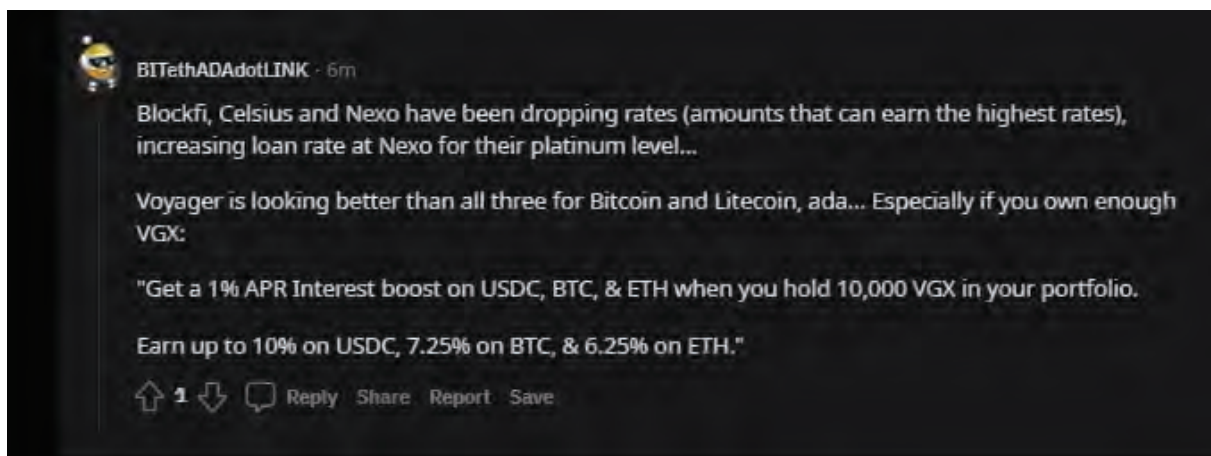 BITethADAdotLINK · 6m
Blockfi, Celsius and Nexo have been dropping rates (amounts that can earn the highest rates),
increasing loan rate at Nexo for their platinum level...
Voyager is looking better than all three for Bitcoin and Litecoin, ada... Especially if you own enough
VGX:
"Get a 1% APR Interest boost on USDC, BTC, & ETH when you hold 10,000 VGX in your portfolio.
Earn up to 10% on USDC, 7.25% on BTC, & 6.25% on ETH."
1 Reply Share Report Save